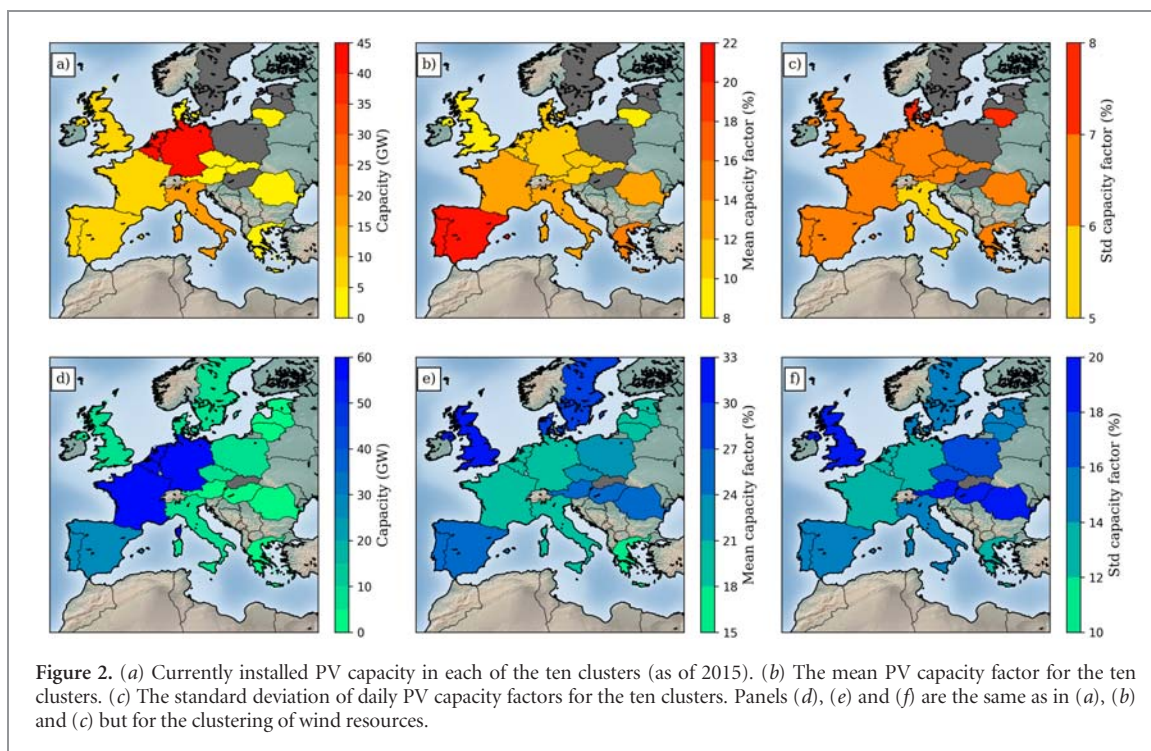 a)
45
40
35
30
25
20
15
10
5
0
Capacity (GW)
b)
22
20
18
16
14
12
10
8
Mean capacity factor (%)
c)
8
7
6
5
Std capacity factor (%)
d)
60
50
40
30
20
10
0
Capacity (GW)
e)
33
30
27
24
21
18
15
Mean capacity factor (%)
f)
20
18
16
14
12
10
Std capacity factor (%)
Figure 2. (a) Currently installed PV capacity in each of the ten clusters (as of 2015). (b) The mean PV capacity factor for the ten
clusters. (c) The standard deviation of daily PV capacity factors for the ten clusters. Panels (d), (e) and (f) are the same as in (a), (b)
and (c) but for the clustering of wind resources.